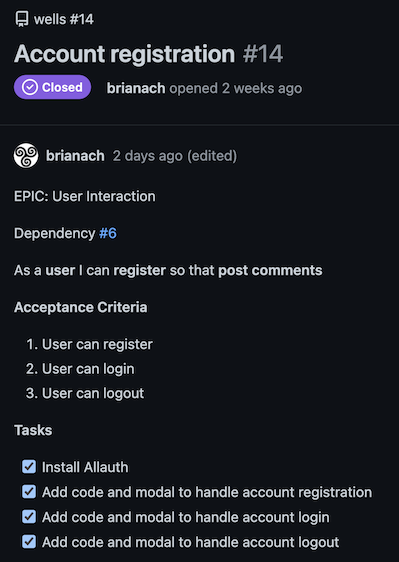 wells #14
Account registration #14
Closed
brianach opened 2 weeks ago
brianach 2 days ago (edited)
EPIC: User Interaction
Dependency #6
As a user I can register so that post comments
Acceptance Criteria
1. User can register
2. User can login
3. User can logout
Tasks
Install Allauth
Add code and modal to handle account registration
Add code and modal to handle account login
Add code and modal to handle account logout